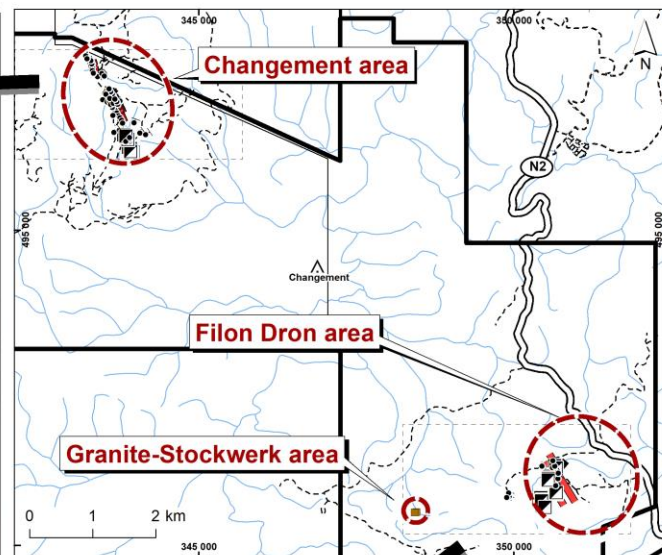 345 000
350 000
N
Changement area
N2
495 000
495 000
Changement
Filon Dron area
Granite-Stockwerk area
0 1 2 km
345 000
350 000